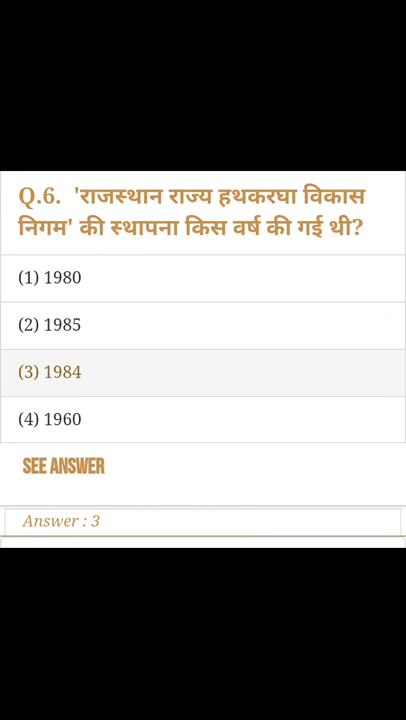 Q.6. 'राजस्थान राज्य हथकरघा विकास
निगम' की स्थापना किस वर्ष की गई थी?
(1) 1980
(2) 1985
(3) 1984
(4) 1960
SEE ANSWER
Answer : 3